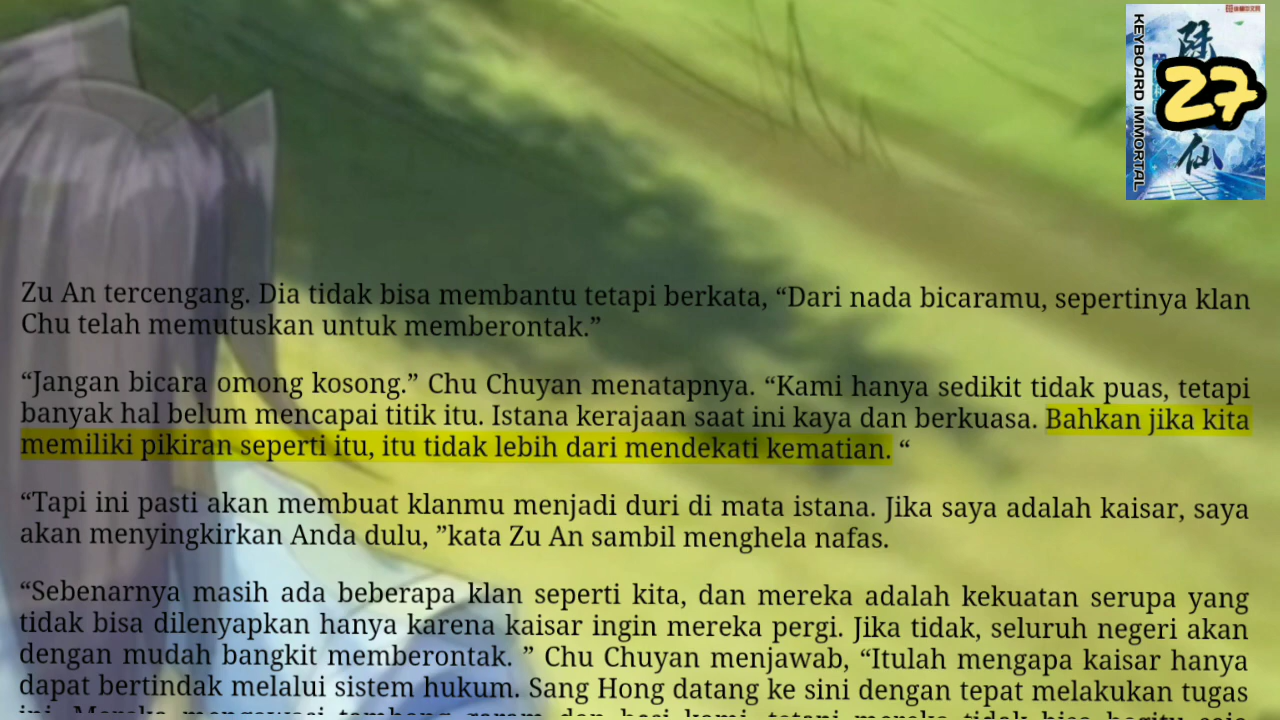 KEYBOARD IMMORTAL
陆
27
仙
Zu An tercengang. Dia tidak bisa membantu tetapi berkata, “Dari nada bicaramu, sepertinya klan
Chu telah memutuskan untuk memberontak.”
“Jangan bicara omong kosong.” Chu Chuyan menatapnya. “Kami hanya sedikit tidak puas, tetapi
banyak hal belum mencapai titik itu. Istana kerajaan saat ini kaya dan berkuasa. Bahkan jika kita
memiliki pikiran seperti itu, itu tidak lebih dari mendekati kematian. “
“Tapi ini pasti akan membuat klanmu menjadi duri di mata istana. Jika saya adalah kaisar, saya
akan menyingkirkan Anda dulu, ”kata Zu An sambil menghela nafas.
“Sebenarnya masih ada beberapa klan seperti kita, dan mereka adalah kekuatan serupa yang
tidak bisa dilenyapkan hanya karena kaisar ingin mereka pergi. Jika tidak, seluruh negeri akan
dengan mudah bangkit memberontak. ” Chu Chuyan menjawab, “Itulah mengapa kaisar hanya
dapat bertindak melalui sistem hukum. Sang Hong datang ke sini dengan tepat melakukan tugas